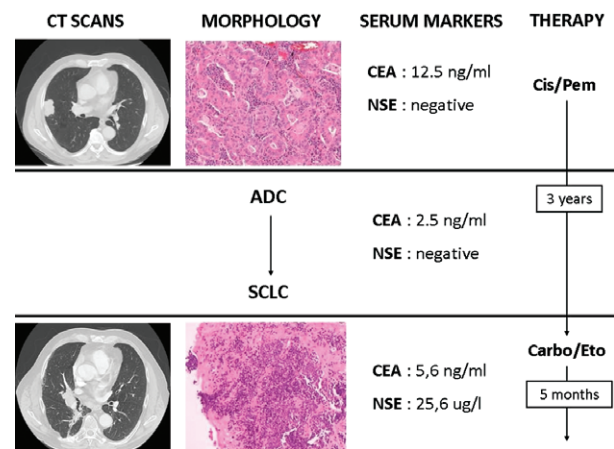 CT SCANS MORPHOLOGY SERUM MARKERS THERAPY
CEA : 12.5 ng/ml
NSE : negative
Cis/Pem
ADC
3 years
CEA : 2.5 ng/ml
NSE : negative
SCLC
Carbo/Eto
CEA : 5,6 ng/ml
NSE : 25,6 ug/l
5 months